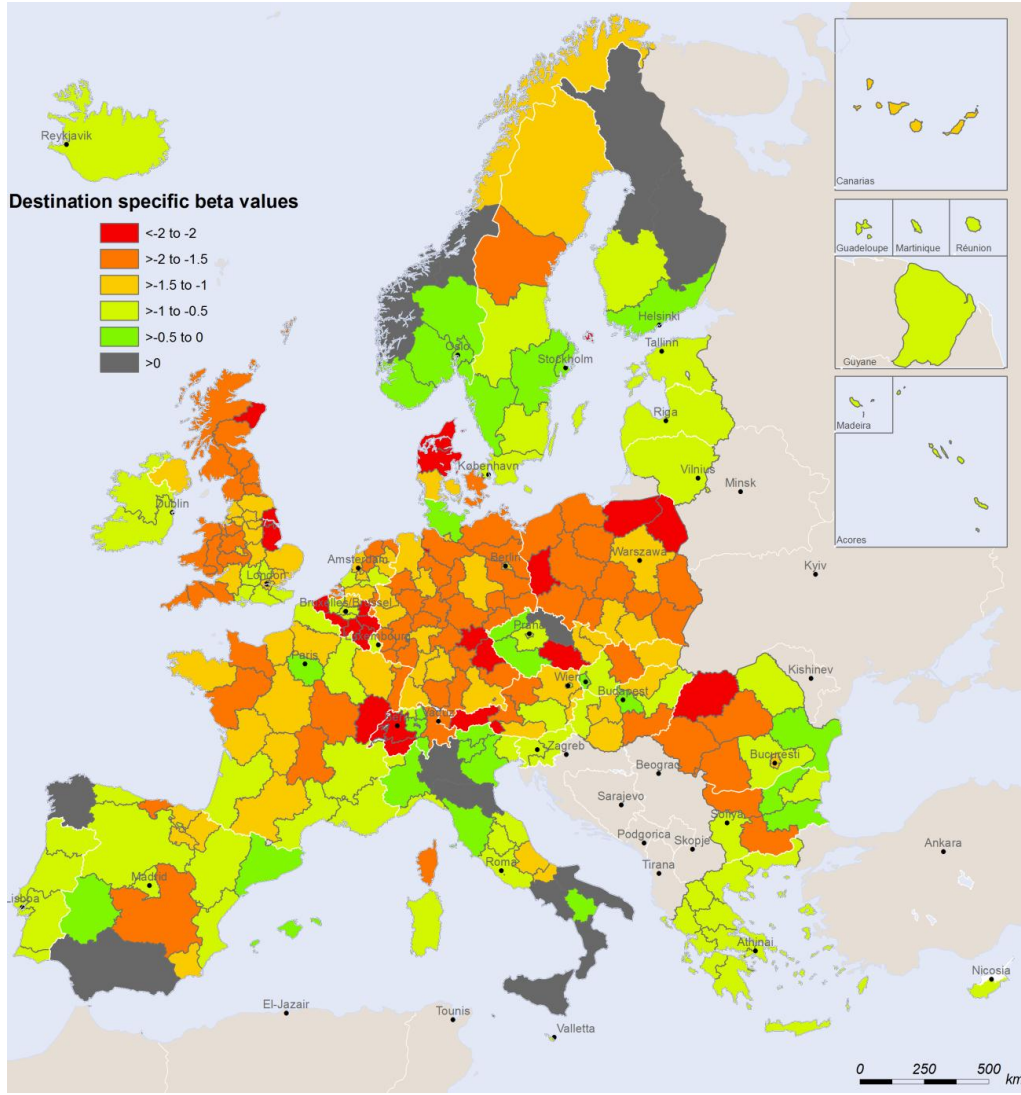 Canarias
Reykjavik
Destination specific beta values
<-2 to -2
>-2 to -1.5
>-1.5 to -1
>-1 to -0.5
>-0.5 to 0
>0
Guadeloupe
Martinique
Réunion
Guyane
Madeira
Acores
Helsinki
Oslo
Tallinn
Stockholm
Riga
København
Vilnius
Minsk
Dublin
Amsterdam
Berlin
Warszawa
London
Kyiv
Bruxelles/Brussel
Praha
Luxembourg
Paris
Kishinev
Wien
Budapest
Bern
Vaduz
Zagreb
Bucuresti
Beograd
Sarajevo
Sofiya
Podgorica
Skopje
Ankara
Roma
Tirana
Madrid
Lisboa
Athinai
Nicosia
El-Jazair
Tounis
Valletta
0 250 500
km